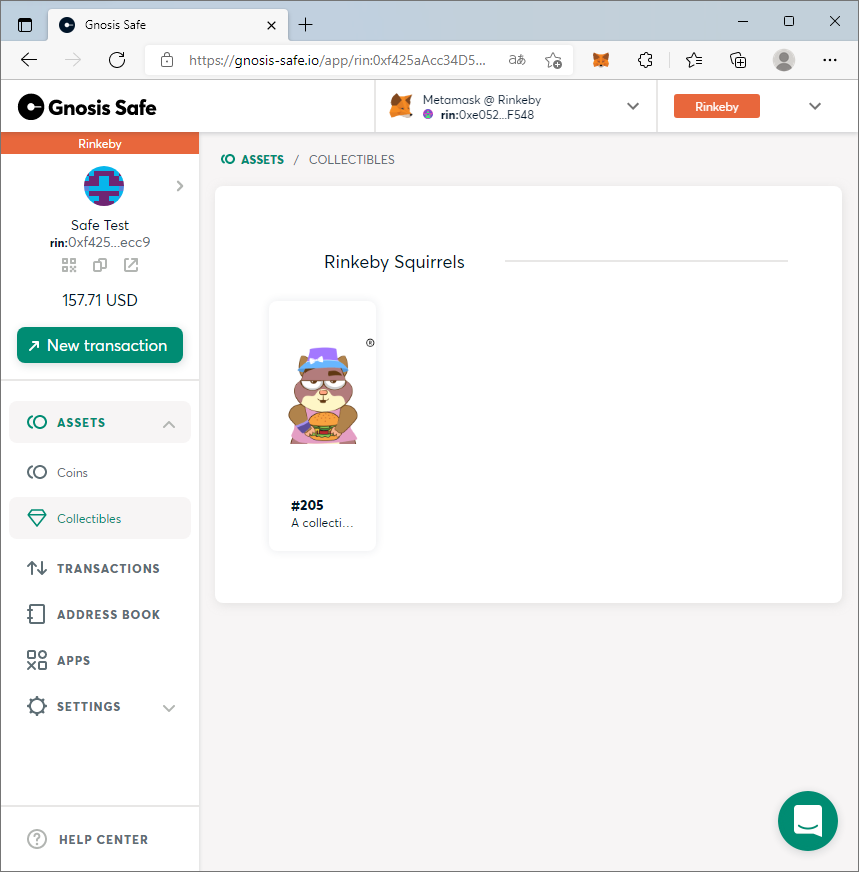 Gnosis Safe
https://gnosis-safe.io/app/rin:0xf425aAcc34D5...
aあ
Gnosis Safe
Metamask @ Rinkeby
rin:0xe052...F548
Rinkeby
Rinkeby
Safe Test
rin:0xf425...ecc9
157.71 USD
New transaction
ASSETS
Coins
Collectibles
TRANSACTIONS
ADDRESS BOOK
APPS
SETTINGS
HELP CENTER
ASSETS / COLLECTIBLES
Rinkeby Squirrels
#205
A collecti...